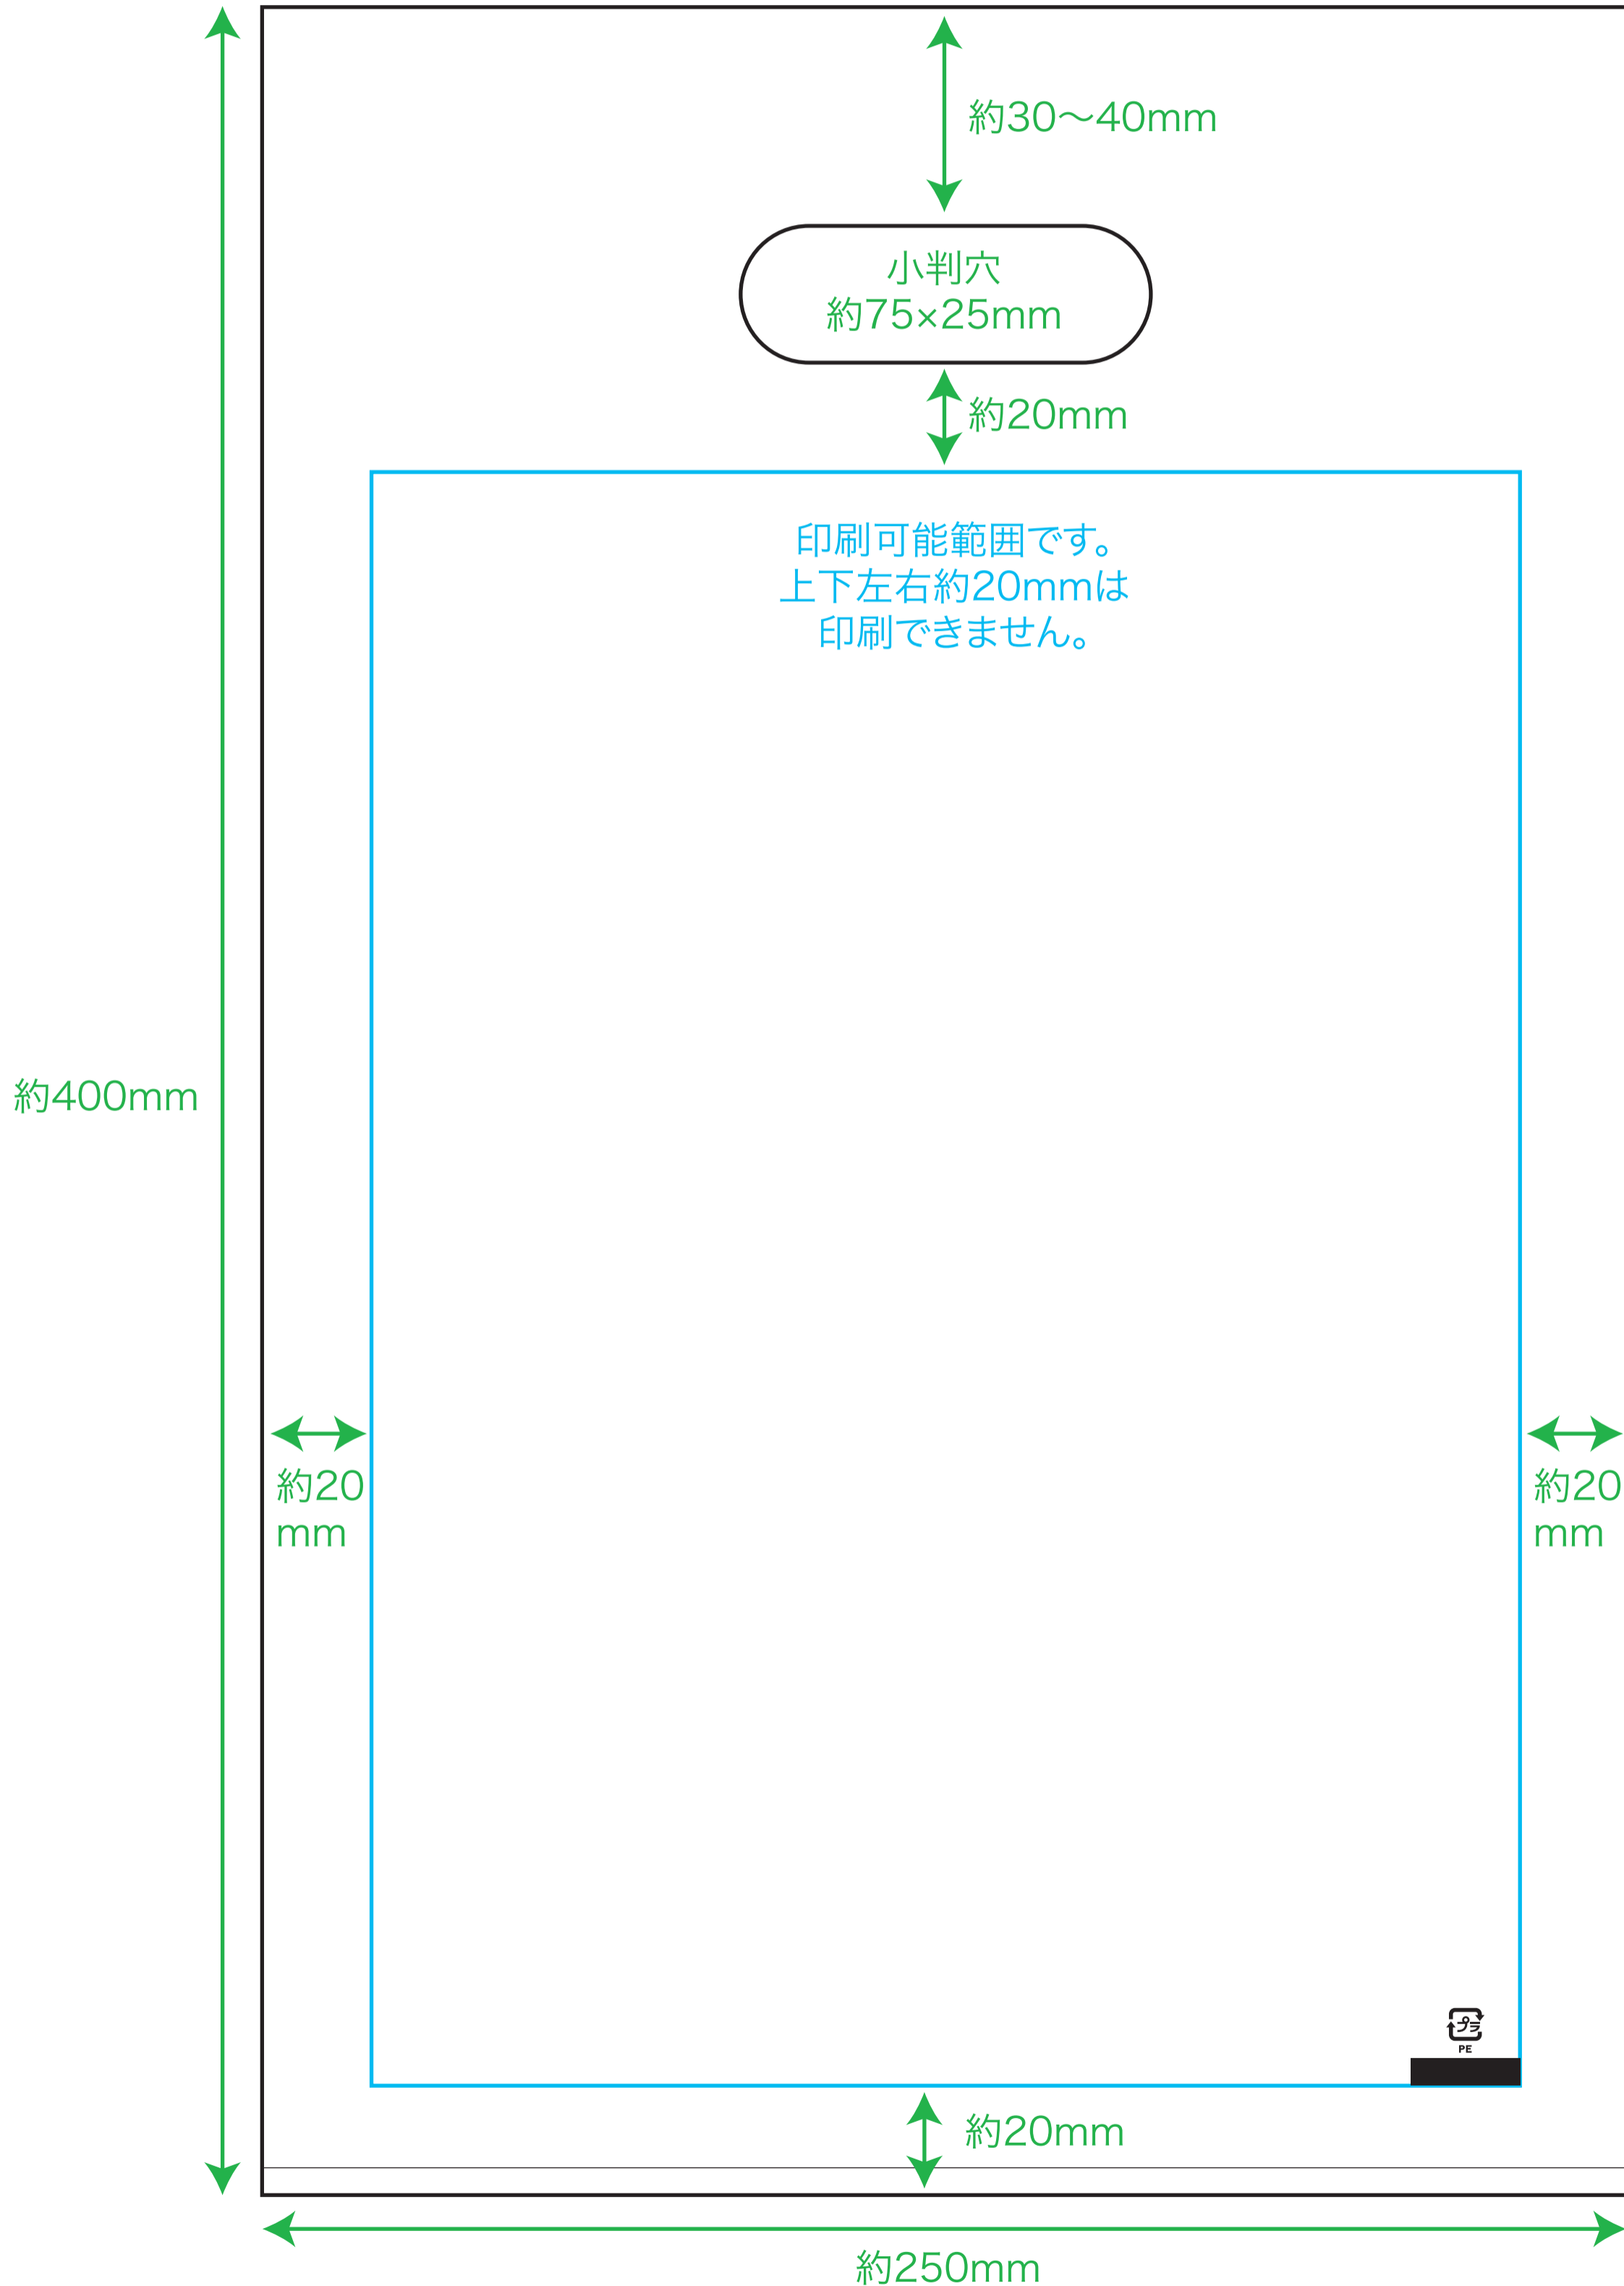 約30〜40mm
小判穴
約75×25mm
約20mm
印刷可能範囲です。
上下左右約20mmは
印刷できません。
約400mm
約20
mm
約20
mm
プラ
PE
約20mm
約250mm